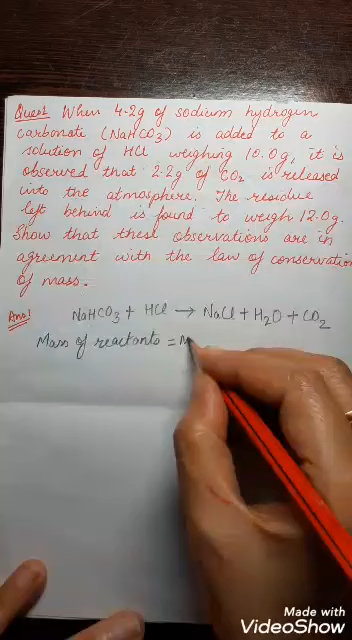 Ques! When 4.2g of sodium hydrogen
carbonate (NaHCO3) is added to a
solution of HCl weighing 10.0g, it is
observed that 2.2g of CO2 is released
into the atmosphere. The residue
left behind is found to weigh 12.0g.
Show that these observations are in
agreement with the law of conservation
of mass.
Ans! NaHCO3 + HCl → NaCl + H2O + CO2
Mass of reactants = M
Made with
VideoShow